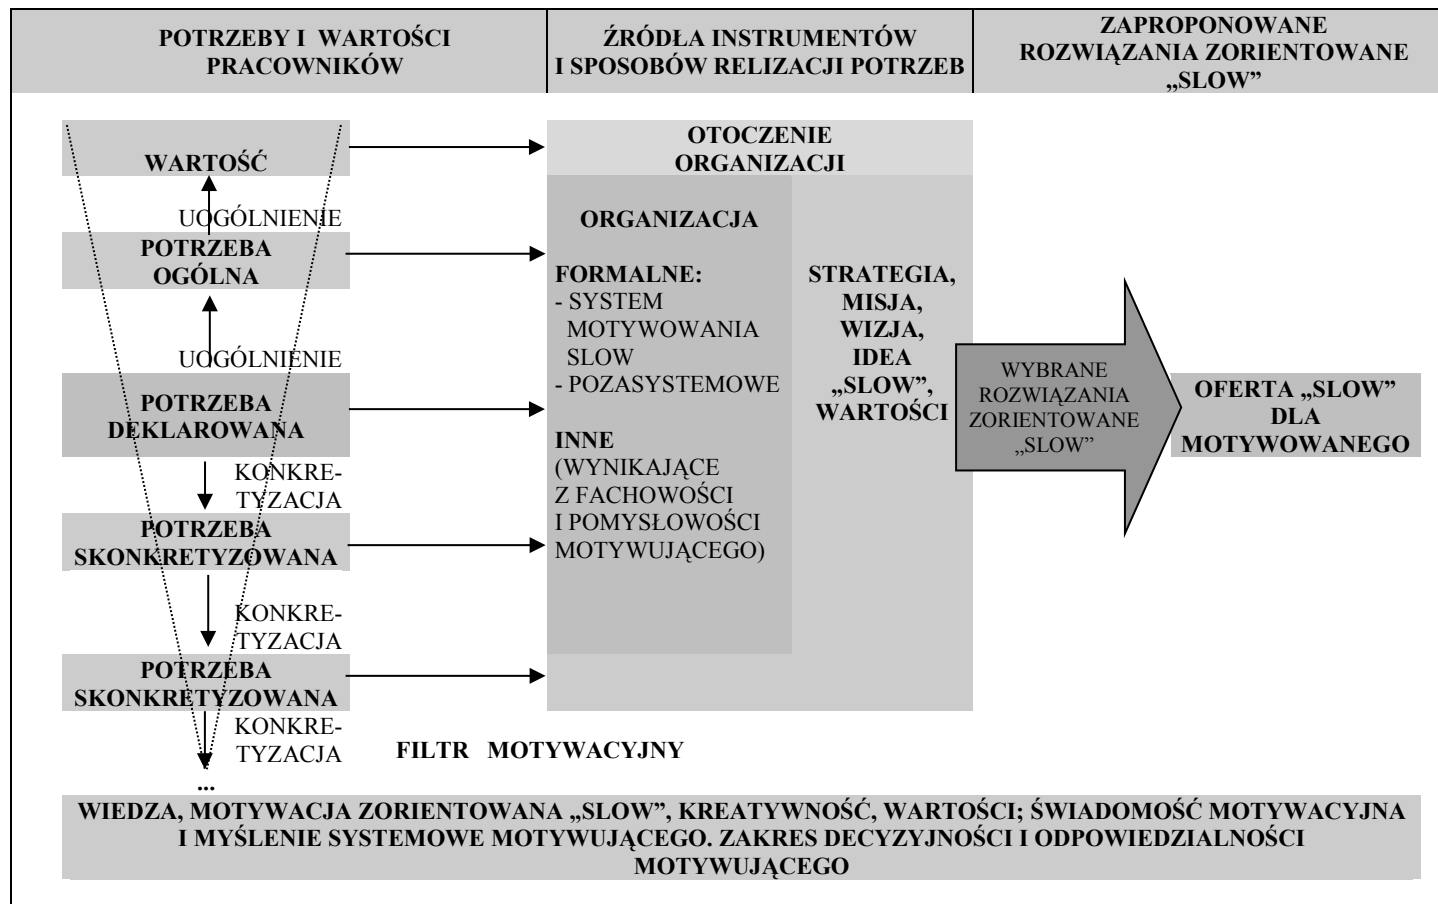 POTRZEBY I WARTOŚCI
PRACOWNIKÓW
ŹRÓDŁA INSTRUMENTÓW
I SPOSOBÓW RELIZACJI POTRZEB
ZAPROPONOWANE
ROZWIĄZANIA ZORIENTOWANE
„SLOW”
WARTOŚĆ
UOGÓLNIENIE
POTRZEBA
OGÓLNA
UOGÓLNIENIE
POTRZEBA
DEKLAROWANA
KONKRE-
TYZACJA
POTRZEBA
SKONKRETYZOWANA
KONKRE-
TYZACJA
POTRZEBA
SKONKRETYZOWANA
KONKRE-
TYZACJA
...
OTOCZENIE
ORGANIZACJI
ORGANIZACJA
FORMALNE:
- SYSTEM
MOTYWOWANIA
SLOW
- POZASYSTEMOWE
INNE
(WYNIKAJĄCE
Z FACHOWOŚCI
I POMYSŁOWOŚCI
MOTYWUJĄCEGO)
STRATEGIA,
MISJA,
WIZJA,
IDEA
„SLOW”,
WARTOŚCI
WYBRANE
ROZWIĄZANIA
ZORIENTOWANE
„SLOW”
OFERTA „SLOW”
DLA
MOTYWOWANEGO
FILTR MOTYWACYJNY
WIEDZA, MOTYWACJA ZORIENTOWANA „SLOW”, KREATYWNOŚĆ, WARTOŚCI; ŚWIADOMOŚĆ MOTYWACYJNA
I MYŚLENIE SYSTEMOWE MOTYWUJĄCEGO. ZAKRES DECYZYJNOŚCI I ODPOWIEDZIALNOŚCI
MOTYWUJĄCEGO